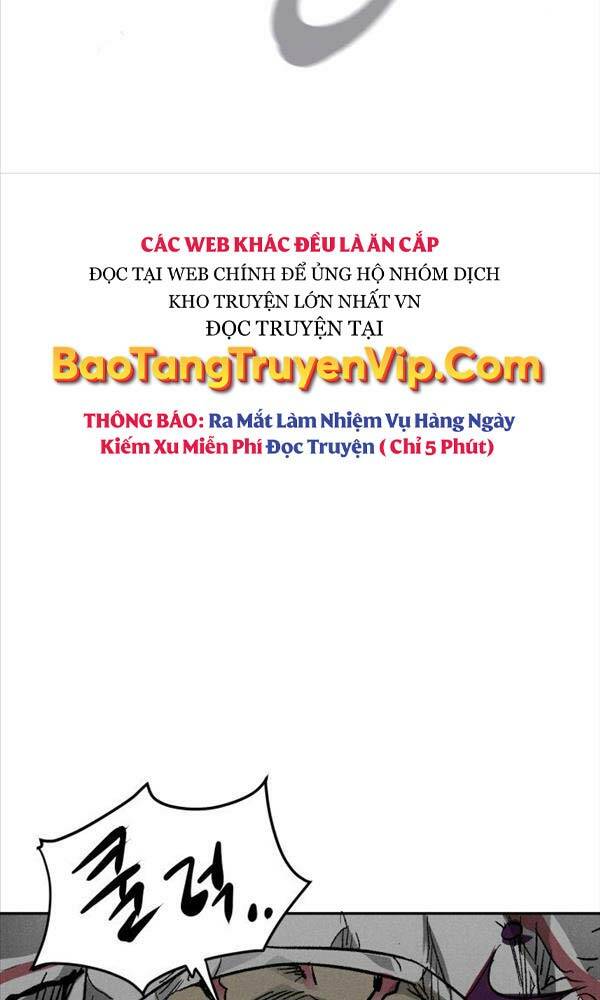 CÁC WEB KHÁC ĐỀU LÀ ĂN CẮP
ĐỌC TẠI WEB CHÍNH ĐỂ ỦNG HỘ NHÓM DỊCH
KHO TRUYỆN LỚN NHẤT VN
ĐỌC TRUYỆN TẠI
BaoTangTruyenVip.Com
THÔNG BÁO: Ra Mắt Làm Nhiệm Vụ Hàng Ngày
Kiếm Xu Miễn Phí Đọc Truyện ( Chỉ 5 Phút)
쿨럭..